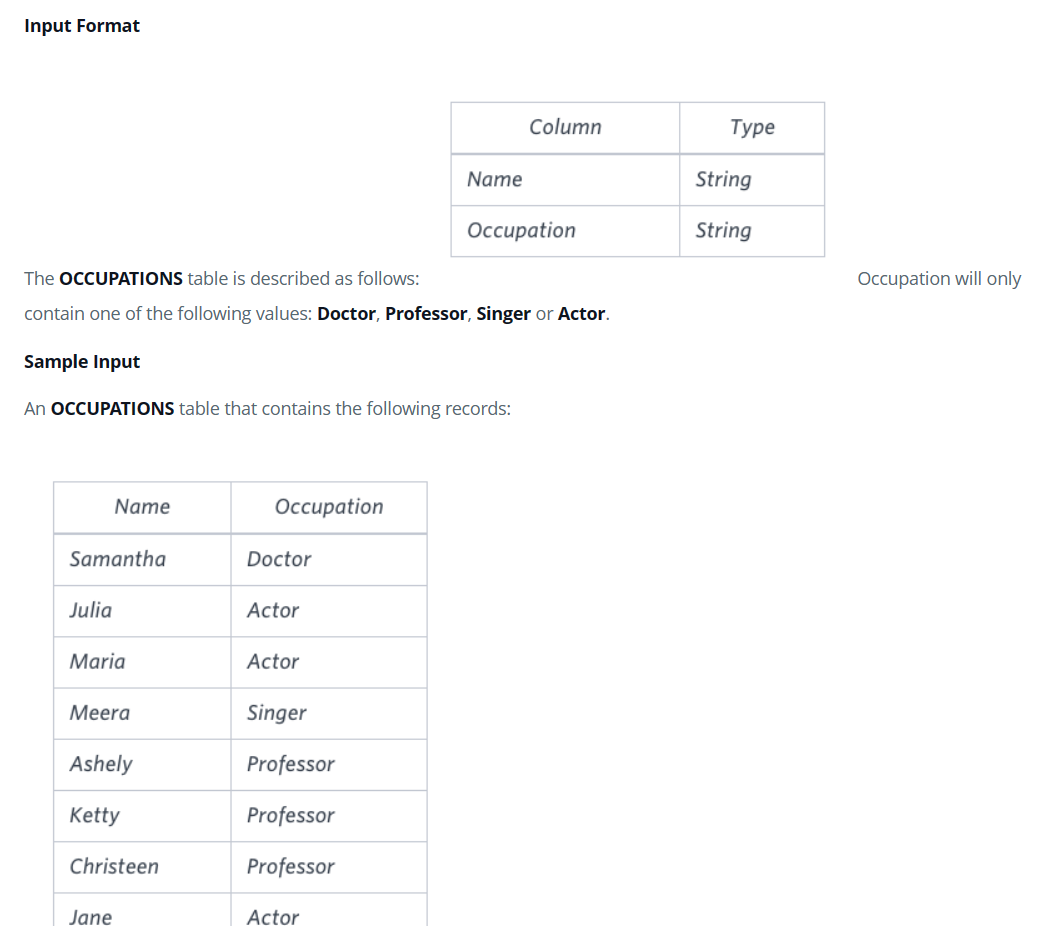 Input Format
Column Type
Name String
Occupation String
The OCCUPATIONS table is described as follows: Occupation will only
contain one of the following values: Doctor, Professor, Singer or Actor.
Sample Input
An OCCUPATIONS table that contains the following records:
Name Occupation
Samantha Doctor
Julia Actor
Maria Actor
Meera Singer
Ashely Professor
Ketty Professor
Christeen Professor
Jane Actor